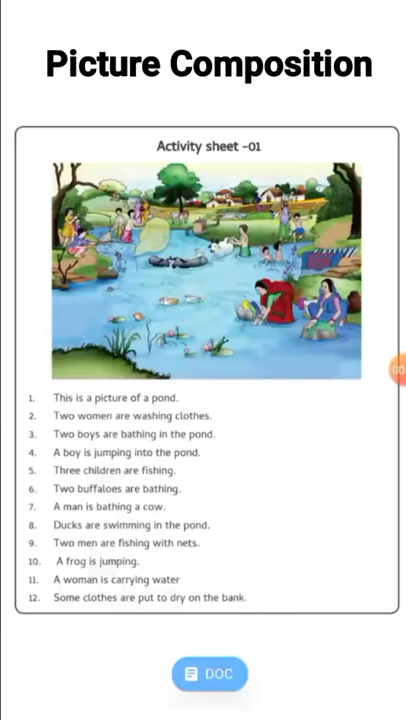 Picture Composition
Activity sheet -01
1. This is a picture of a pond.
2. Two women are washing clothes.
3. Two boys are bathing in the pond.
4. A boy is jumping into the pond.
5. Three children are fishing.
6. Two buffaloes are bathing.
7. A man is bathing a cow.
8. Ducks are swimming in the pond.
9. Two men are fishing with nets.
10. A frog is jumping.
11. A woman is carrying water
12. Some clothes are put to dry on the bank.
DOC